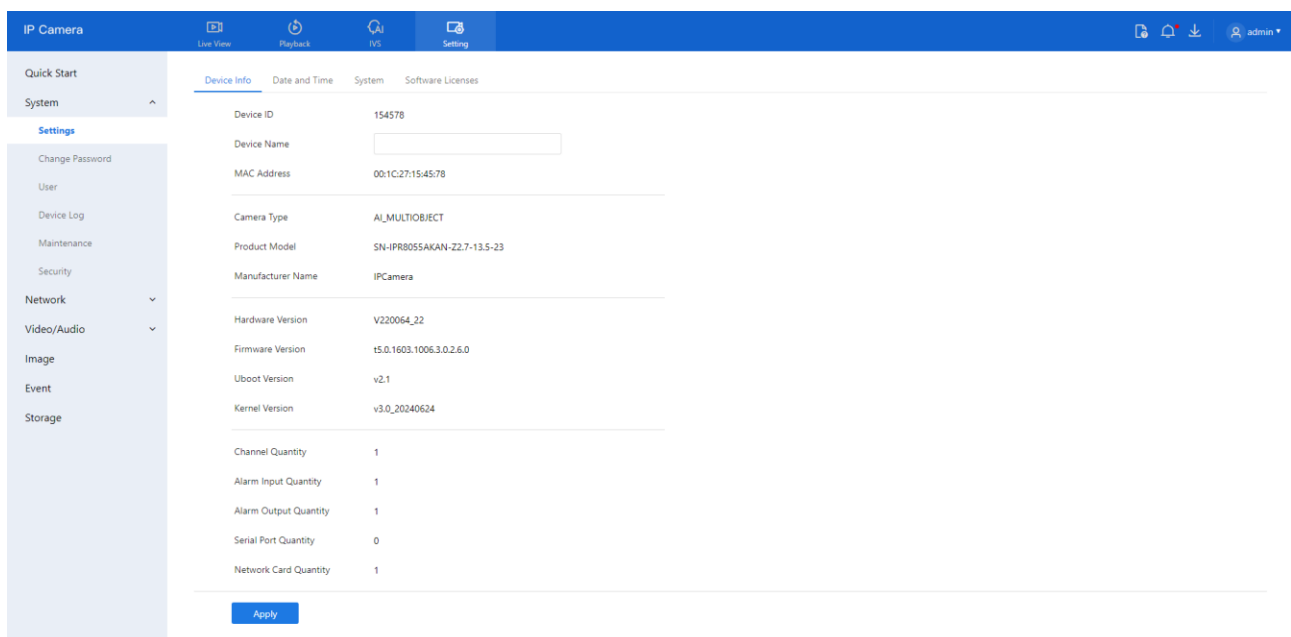 IP Camera
Live View
Playback
IVS
Setting
admin
Quick Start
System
Settings
Change Password
User
Device Log
Maintenance
Security
Network
Video/Audio
Image
Event
Storage
Device Info Date and Time System Software Licenses
Device ID 154578
Device Name
MAC Address 00:1C:27:15:45:78
Camera Type AI_MULTIOBJECT
Product Model SN-IPR8055AKAN-Z2.7-13.5-23
Manufacturer Name IPCamera
Hardware Version V220064_22
Firmware Version t5.0.1603.1006.3.0.2.6.0
Uboot Version v2.1
Kernel Version v3.0_20240624
Channel Quantity 1
Alarm Input Quantity 1
Alarm Output Quantity 1
Serial Port Quantity 0
Network Card Quantity 1
Apply